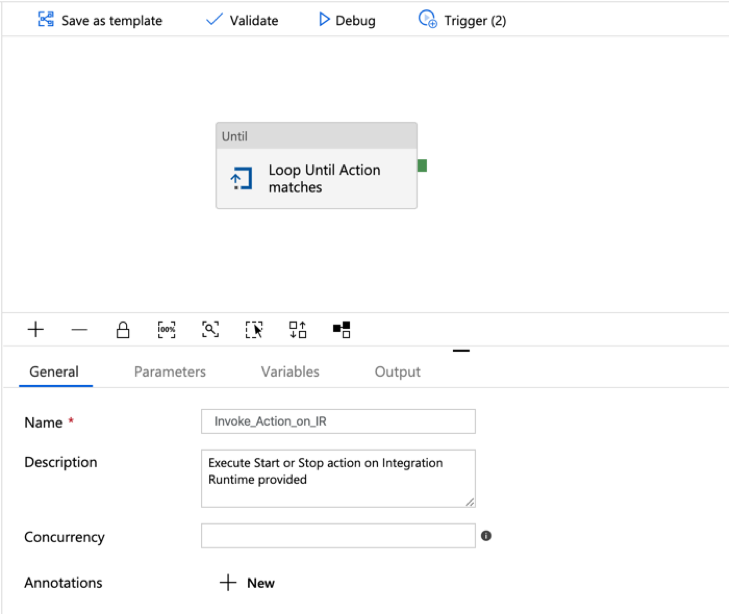 Save as template
Validate
Debug
Trigger (2)
Until
Loop Until Action
matches
100%
General
Parameters
Variables
Output
Name *
Invoke_Action_on_IR
Description
Execute Start or Stop action on Integration
Runtime provided
Concurrency
Annotations
New